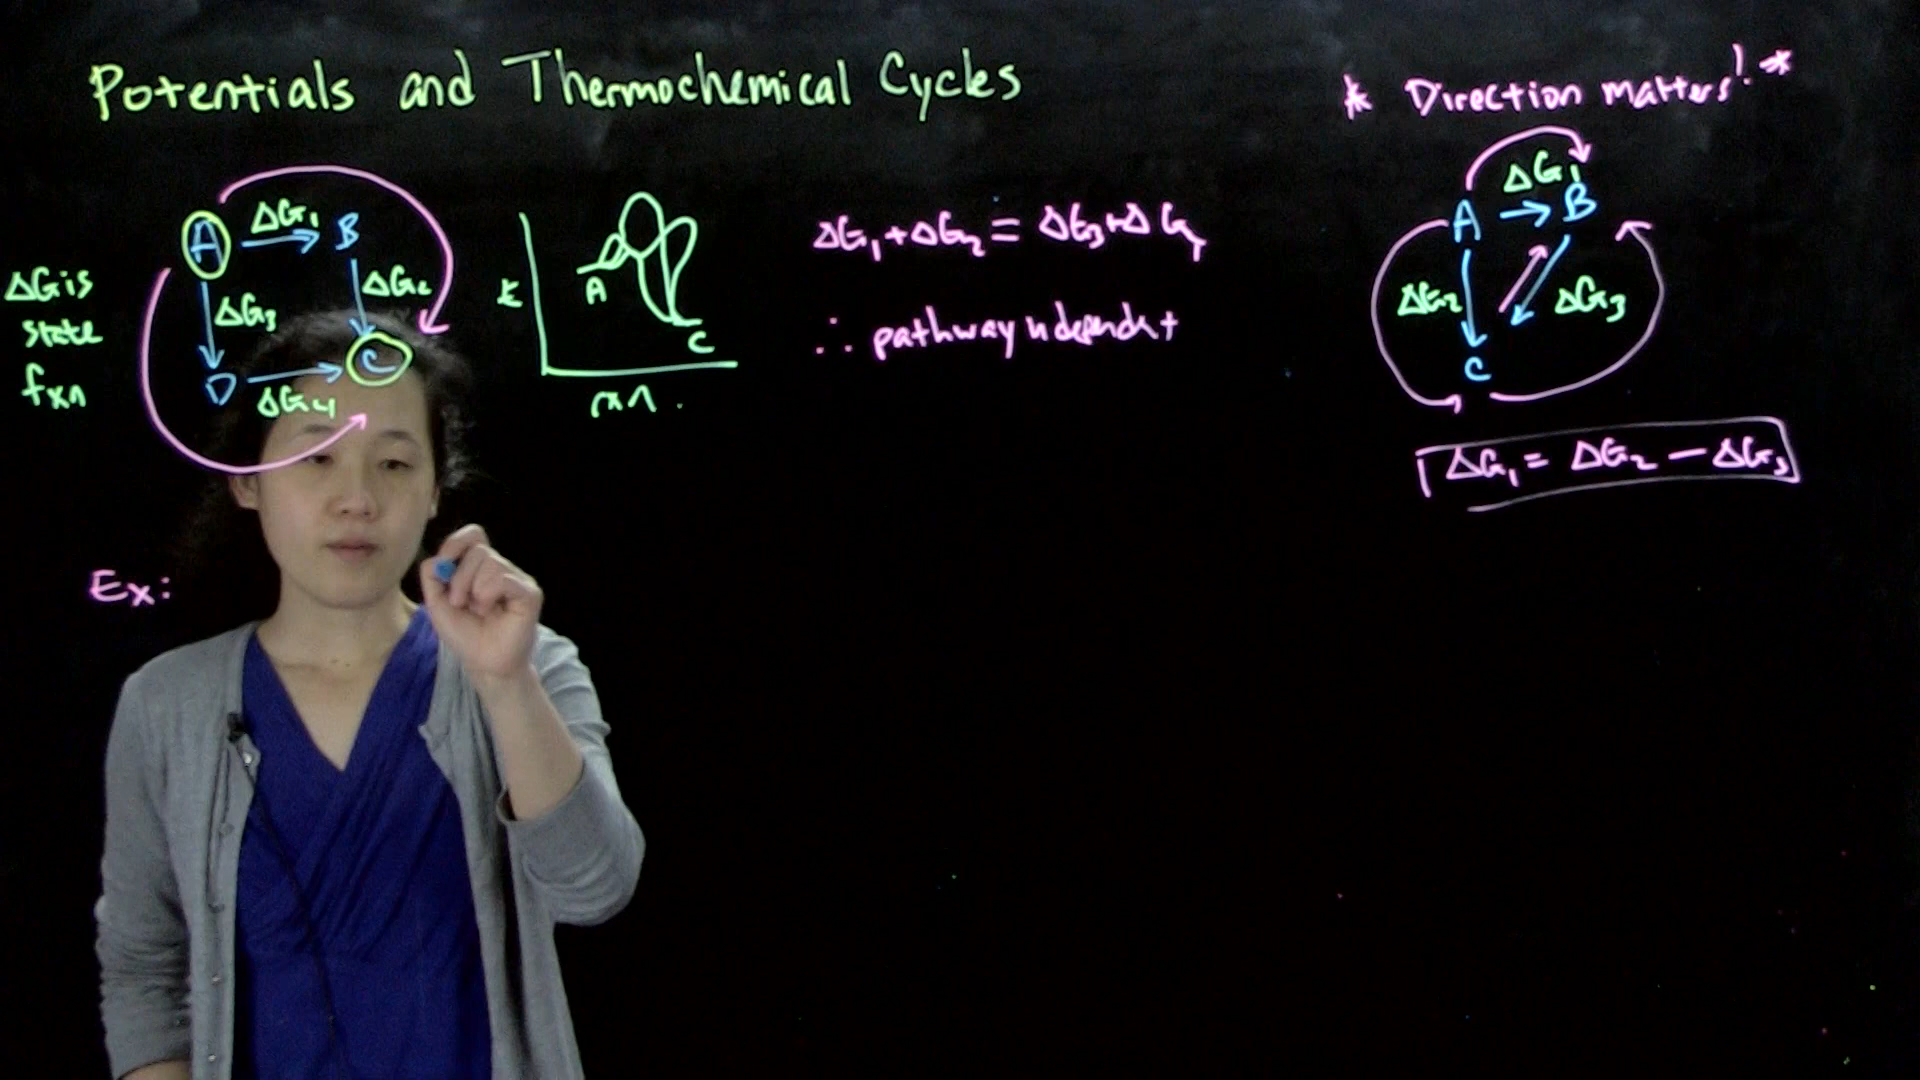 Potentials and Thermochemical Cycles
* Direction matters! *
ΔG is
state
fxn
A
ΔG₁
B
ΔG₂
ΔG₃
D
ΔG₄
C
E
A
C
rxn
ΔG₁+ΔG₂ = ΔG₃+ΔG₄
∴ pathway independent
ΔG₁
A
B
ΔG₂
ΔG₃
C
ΔG₁ = ΔG₂ − ΔG₃
Ex: